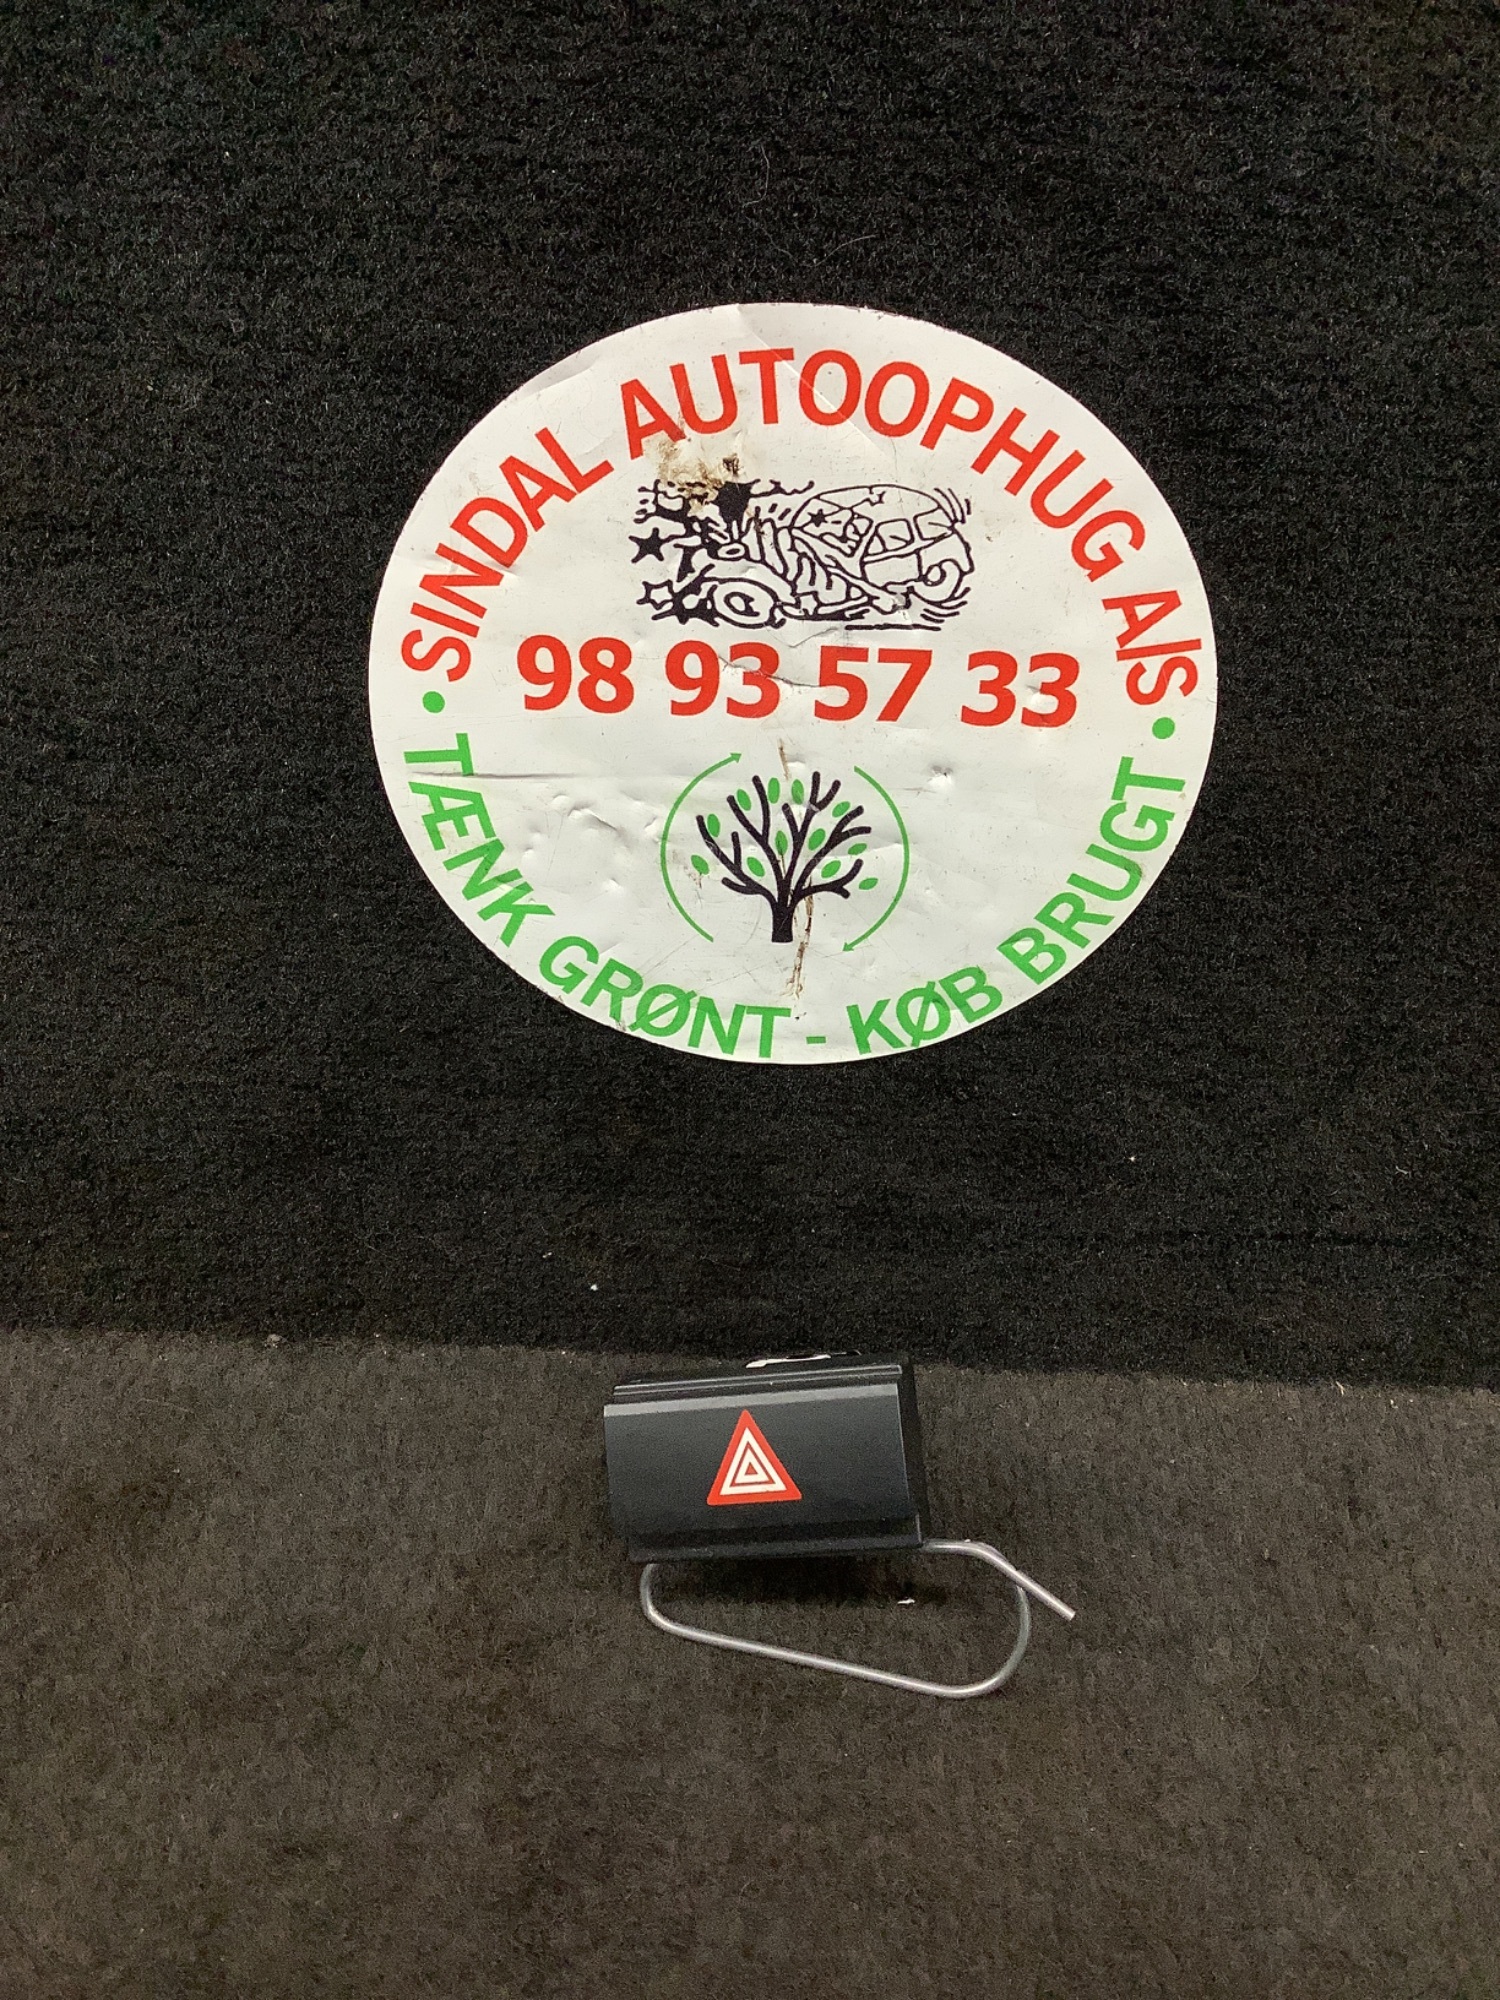 SINDAL AUTOOPHUG A/S
98 93 57 33
• TÆNK GRØNT - KØB BRUGT •